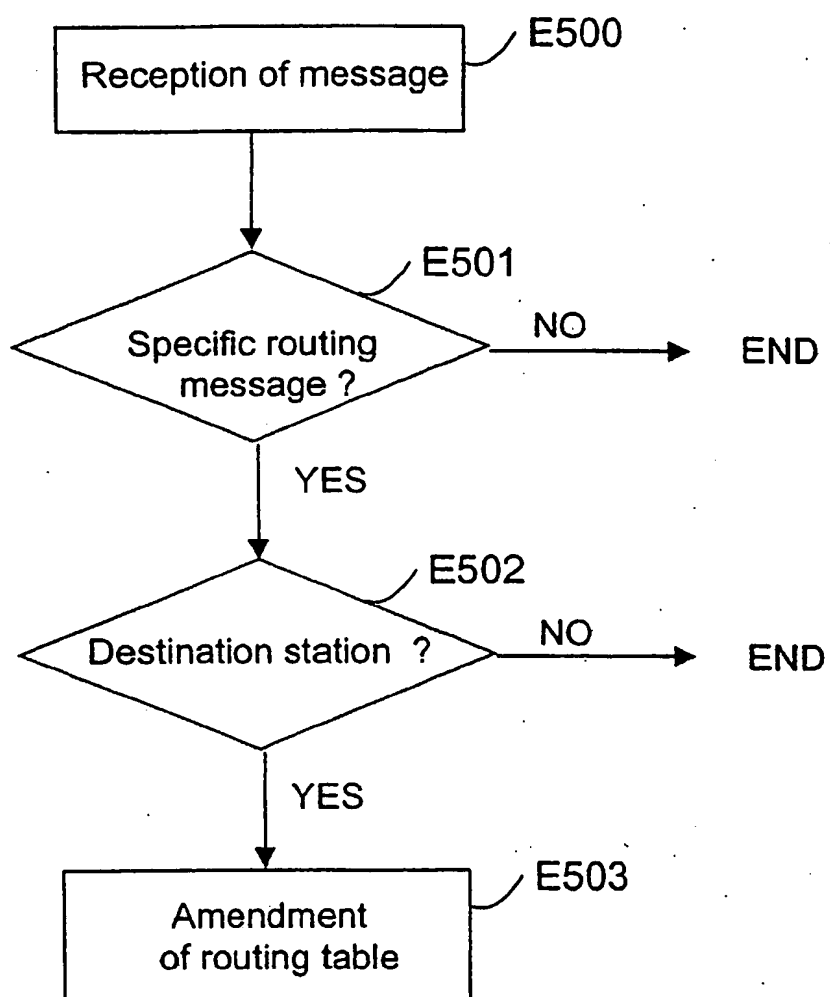 E500
Reception of message
E501
Specific routing
message ?
NO
END
YES
E502
Destination station ?
NO
END
YES
E503
Amendment
of routing table